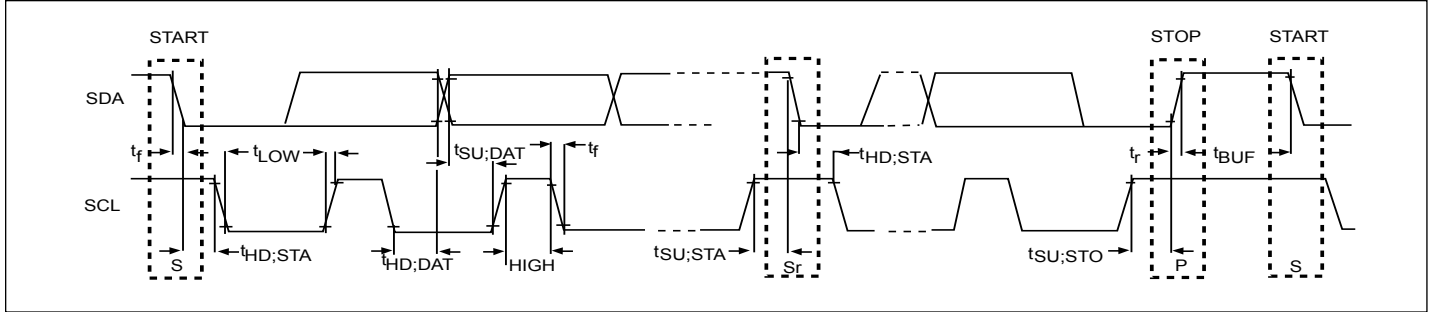 START
STOP
START
SDA
tf
tLOW
tSU;DAT
tf
tHD;STA
tr
tBUF
SCL
tHD;STA
tHD;DAT
HIGH
tSU;STA
tSU;STO
S
Sr
P
S